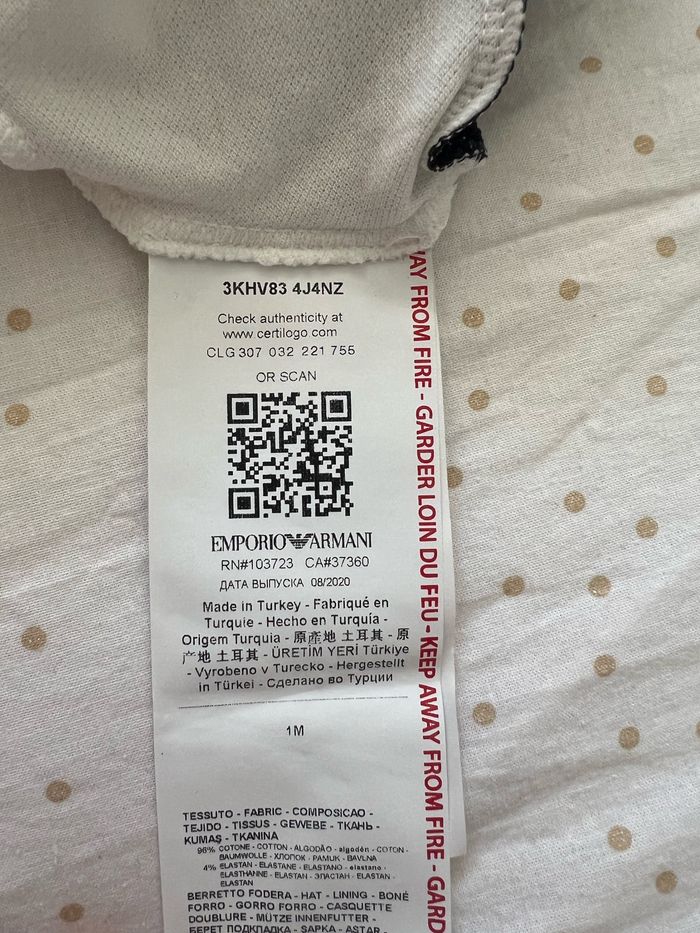 3KHV83 4J4NZ
Check authenticity at
www.certilogo.com
CLG 307 032 221 755
OR SCAN
EMPORIO ARMANI
RN#103723 CA#37360
ДАТА ВЫПУСКА 08/2020
Made in Turkey - Fabriqué en
Turquie - Hecho en Turquía -
Origem Turquia - 原產地 土耳其 - 原
产地 土耳其 - ÜRETİM YERİ Türkiye
- Vyrobeno v Turecko - Hergestellt
in Türkei - Сделано во Турции
1M
TESSUTO - FABRIC - COMPOSICAO -
TEJIDO - TISSUS - GEWEBE - ТКАНЬ -
KUMAŞ - TKANINA
96% COTONE - COTTON - ALGODÃO - algodón - COTON -
BAUMWOLLE - ХЛОПОК - PAMUK - BAVLNA
4% ELASTAN - ELASTANE - ELASTANO - elastano -
ELASTHANNE - ELASTAN - ЭЛАСТАН - ELASTAN -
ELASTAN
BERRETTO FODERA - HAT - LINING - BONÉ
FORRO - GORRO FORRO - CASQUETTE
DOUBLURE - MÜTZE INNENFUTTER -
БЕРЕТ ПОДКЛАДКА - ŞAPKA - ASTAR -
AY FROM FIRE - GARDER LOIN DU FEU - KEEP AWAY FROM FIRE - GARD